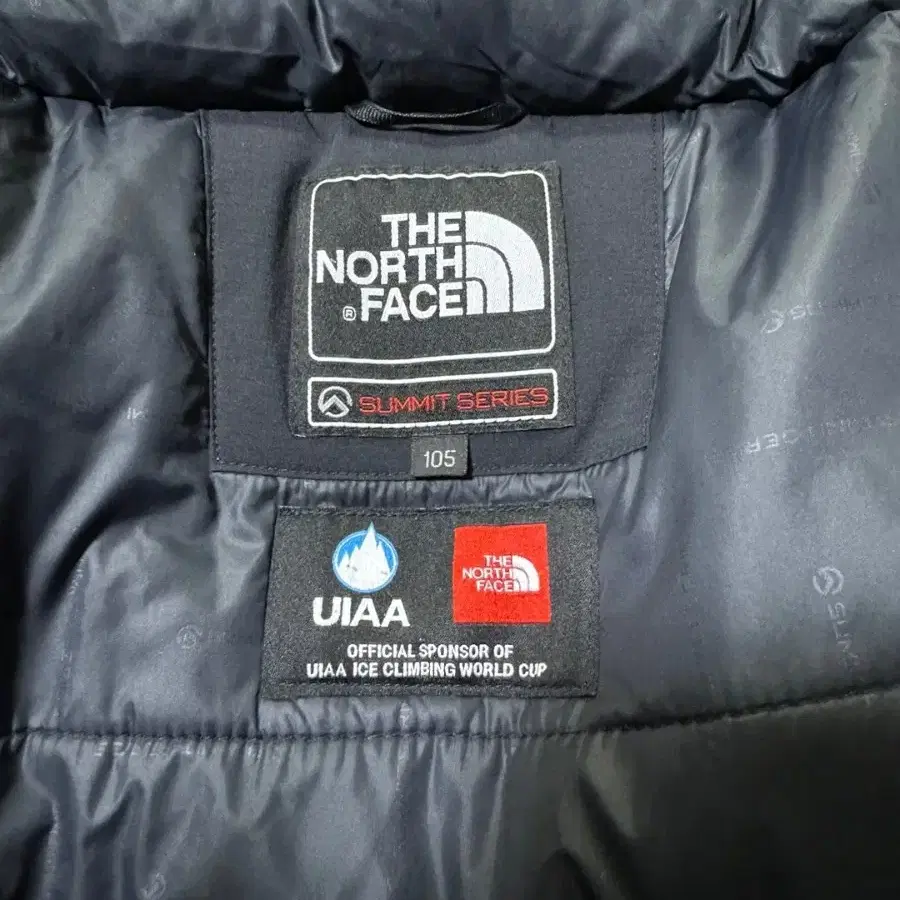 THE
NORTH
® FACE
SUMMIT SERIES
105
UIAA
THE
NORTH
FACE
OFFICIAL SPONSOR OF
UIAA ICE CLIMBING WORLD CUP